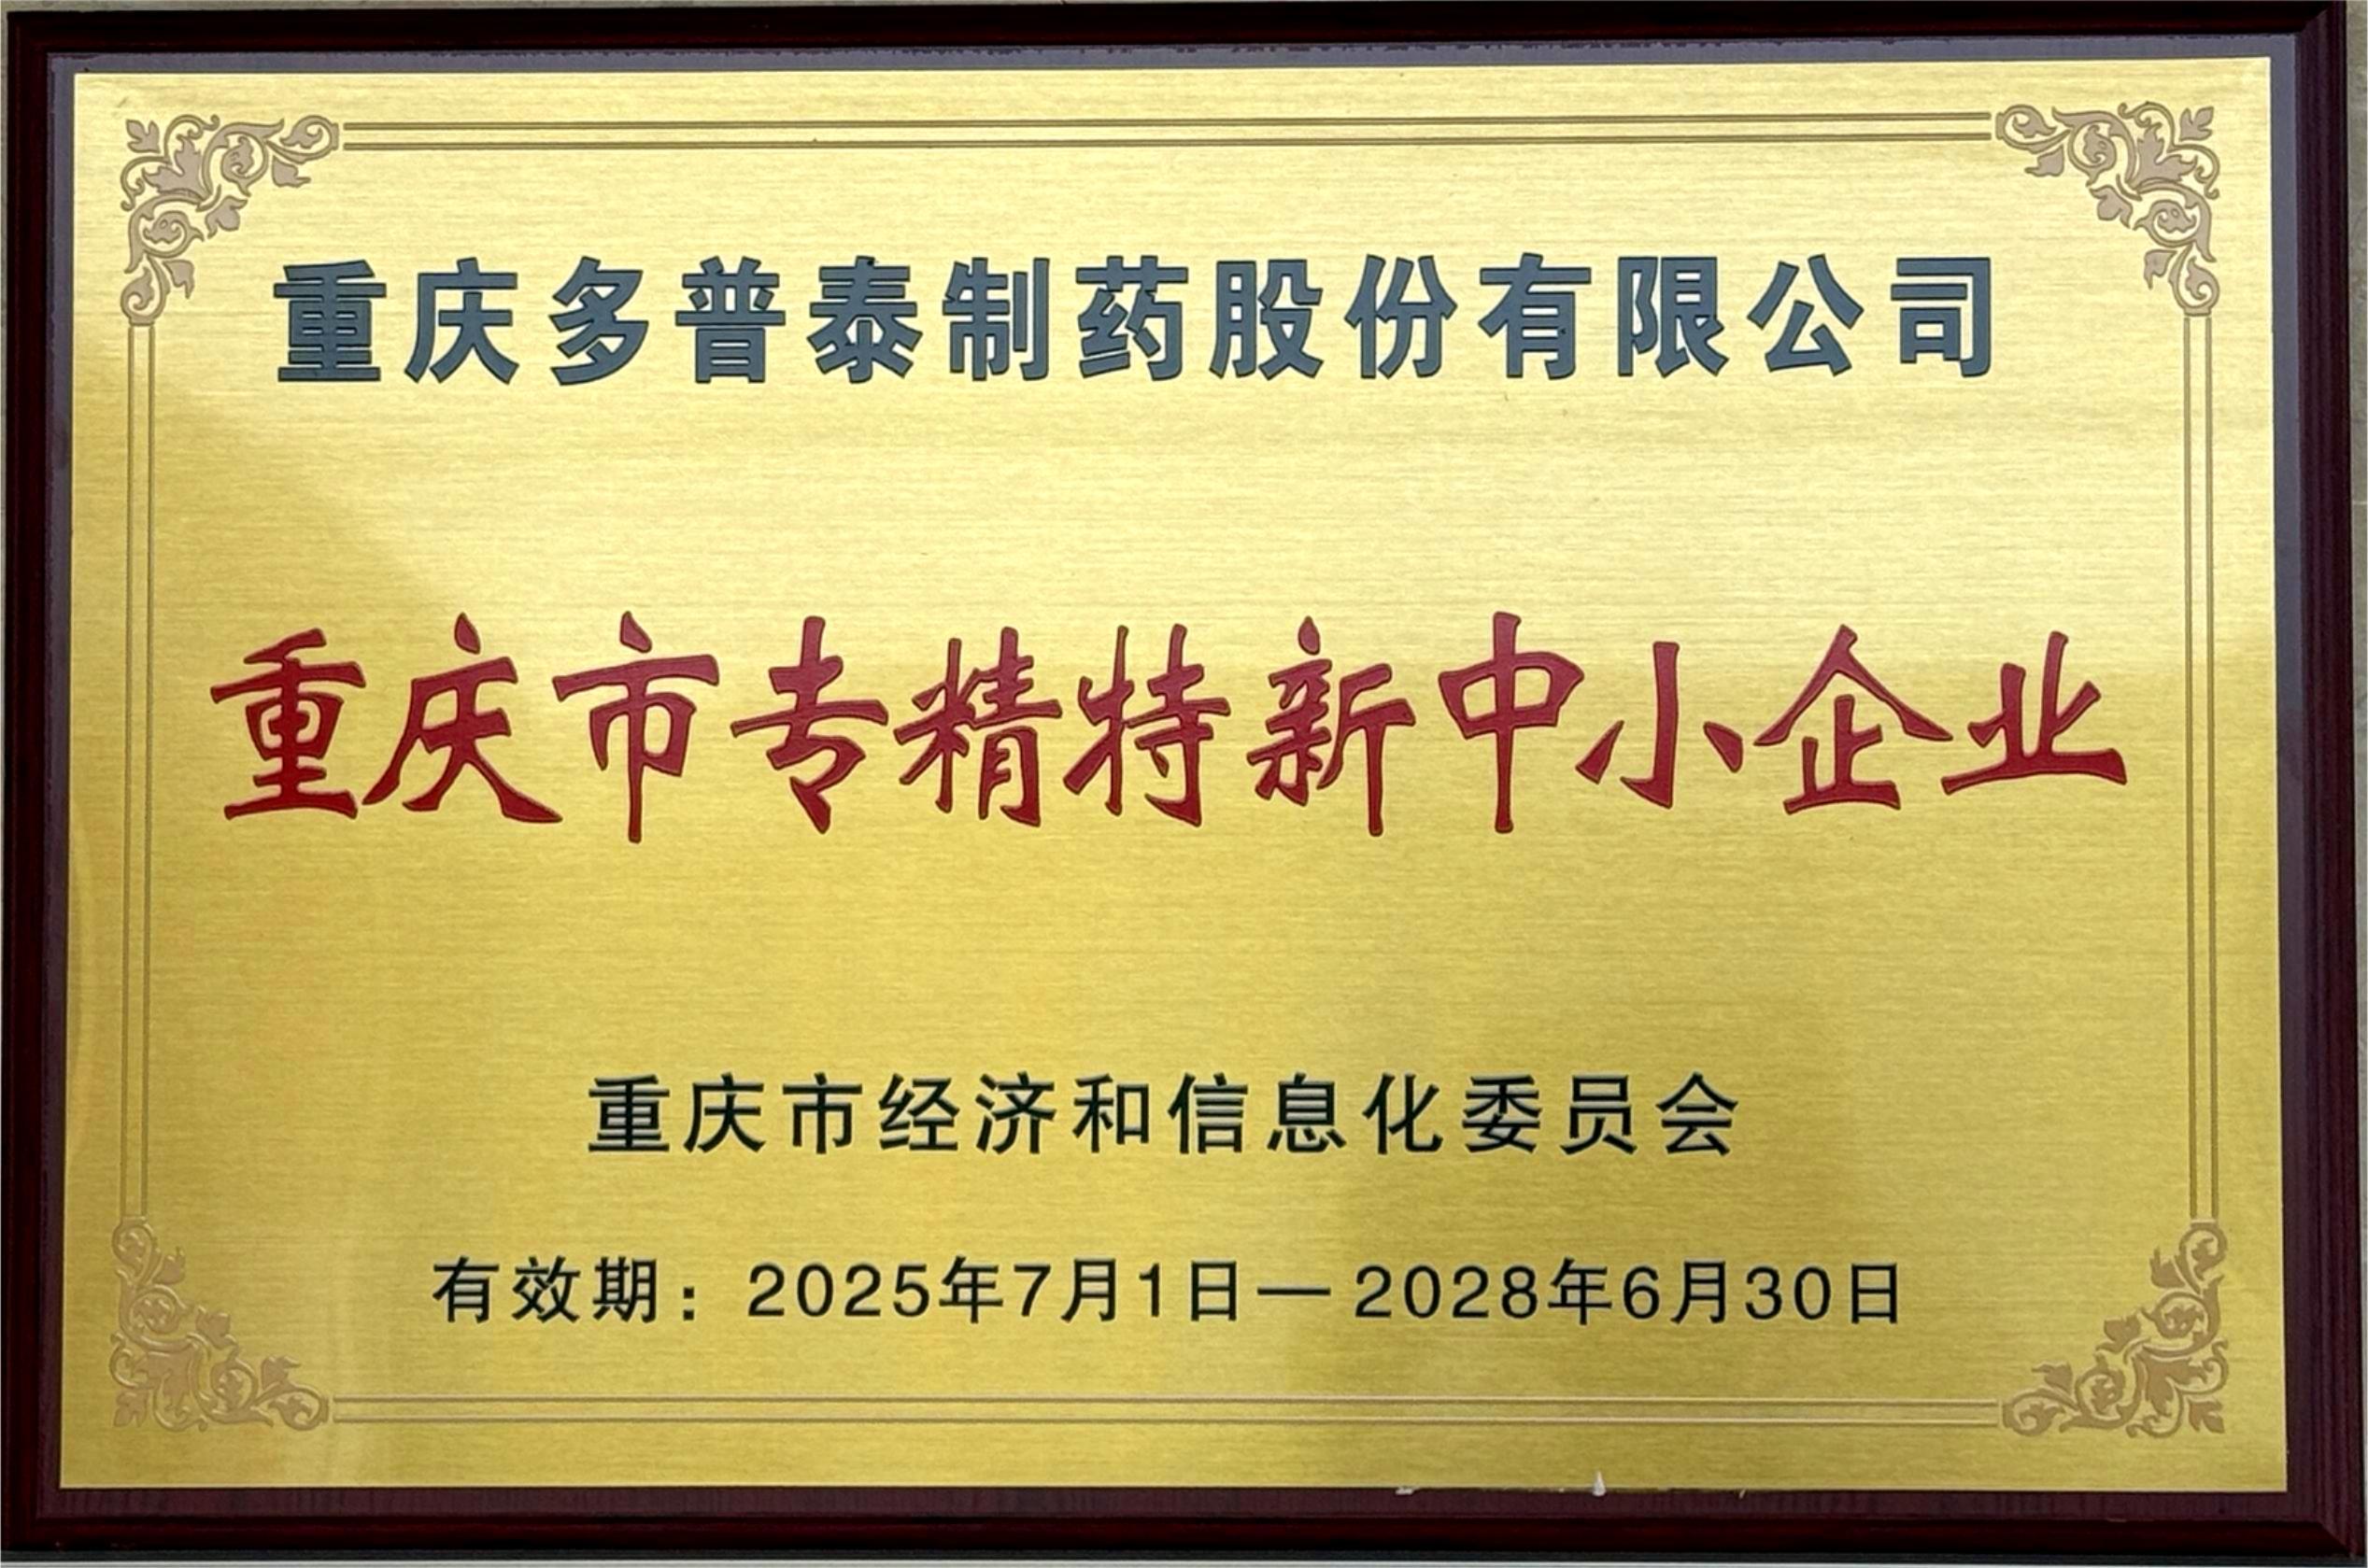 重庆多普泰制药股份有限公司
重庆市专精特新中小企业
重庆市经济和信息化委员会
有效期：2025年7月1日—2028年6月30日